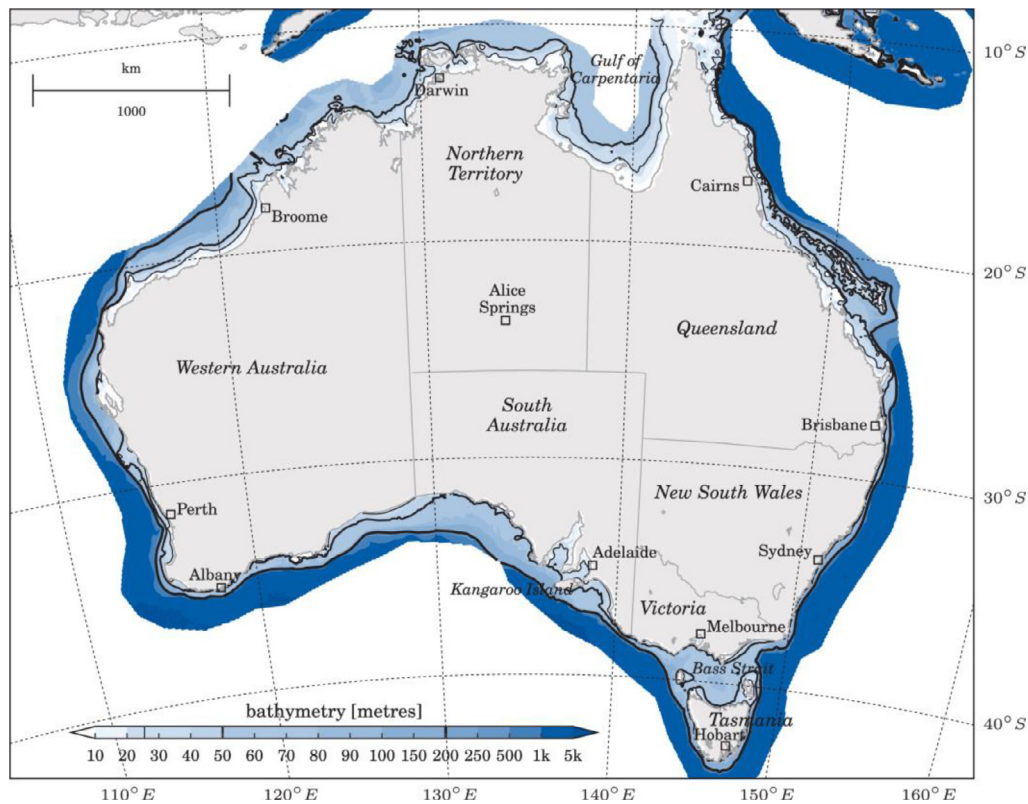 km
1000
Gulf of
Carpentaria
10° S
Darwin
Northern
Territory
Cairns
Broome
20° S
Alice
Springs
Queensland
Western Australia
South
Australia
Brisbane
New South Wales
30° S
Perth
Sydney
Adelaide
Albany
Kangaroo Island
Victoria
Melbourne
Bass Strait
Tasmania
Hobart
40° S
bathymetry [metres]
10 20 30 50 60 70 80 90 100 150 200 250 500 1k 5k
110° E 120° E 130° E 140° E 150° E 160° E